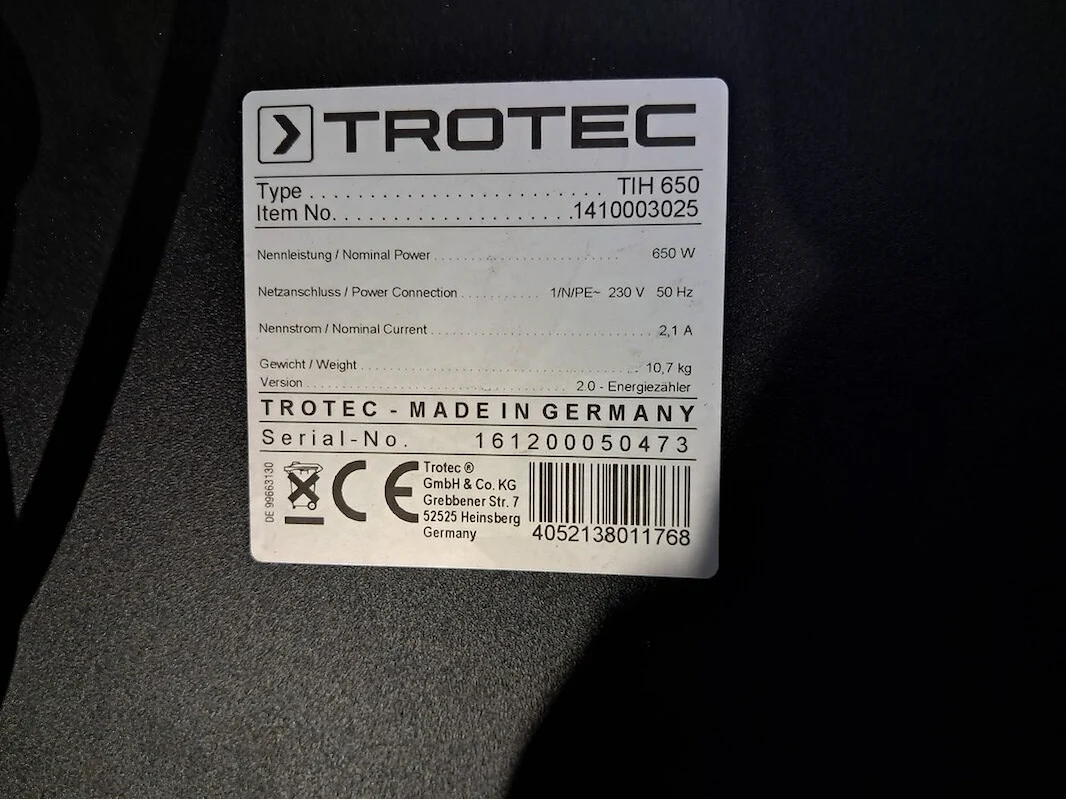 TROTEC
Type . . . . . . . . . . . . . . . . . . . . . . . . . . TIH 650
Item No. . . . . . . . . . . . . . . . . . . . . .1410003025
Nennleistung / Nominal Power . . . . . . . . . . . . . . . . . . . . . . . 650 W
Netzanschluss / Power Connection . . . . . . . . . . 1/N/PE~ 230 V 50 Hz
Nennstrom / Nominal Current . . . . . . . . . . . . . . . . . . . . . . . . . . . 2,1 A
Gewicht / Weight . . . . . . . . . . . . . . . . . . . . . . . . . . . . . . . . . 10,7 kg
Version . . . . . . . . . . . . . . . . . . . . . . . . . . . . . . 2.0 - Energiezähler
TROTEC - MADE IN GERMANY
Serial-No. 161200050473
DE 99663130
CE
Trotec ®
GmbH & Co. KG
Grebbener Str. 7
52525 Heinsberg
Germany
4052138011768